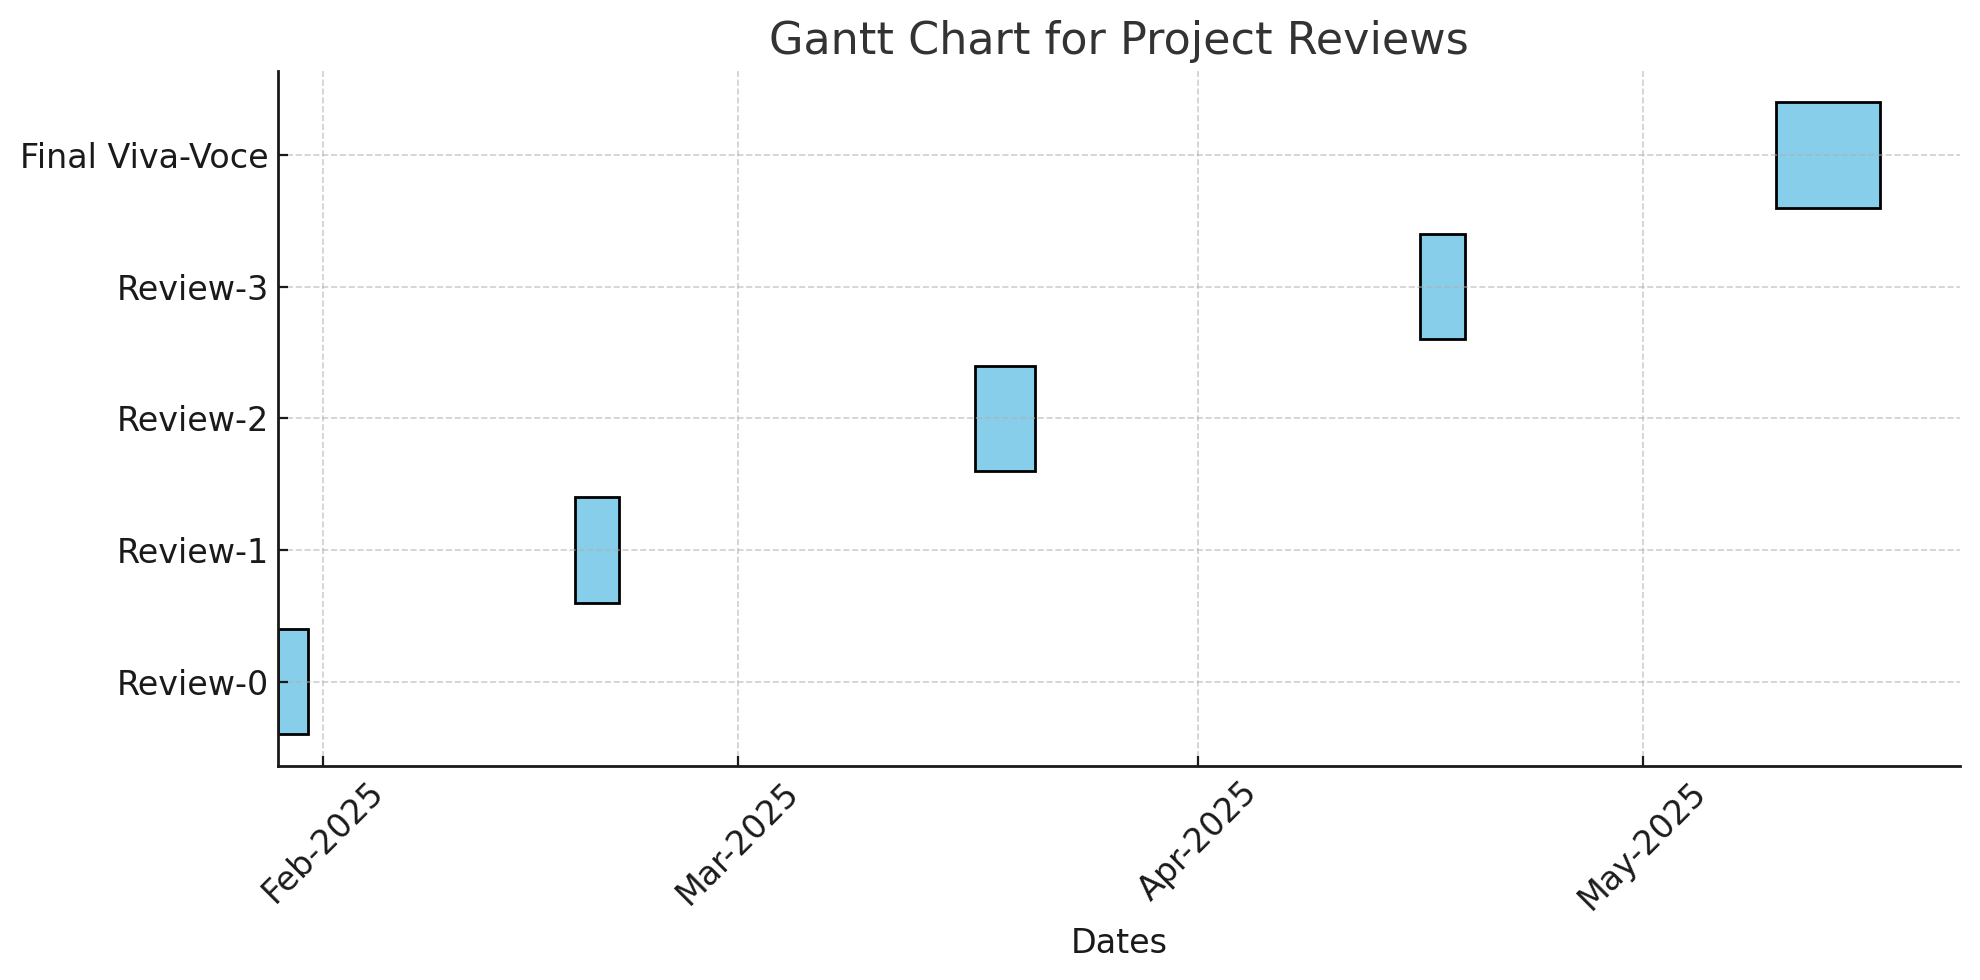 Gantt Chart for Project Reviews
Final Viva-Voce
Review-3
Review-2
Review-1
Review-0
Feb-2025
Mar-2025
Apr-2025
May-2025
Dates